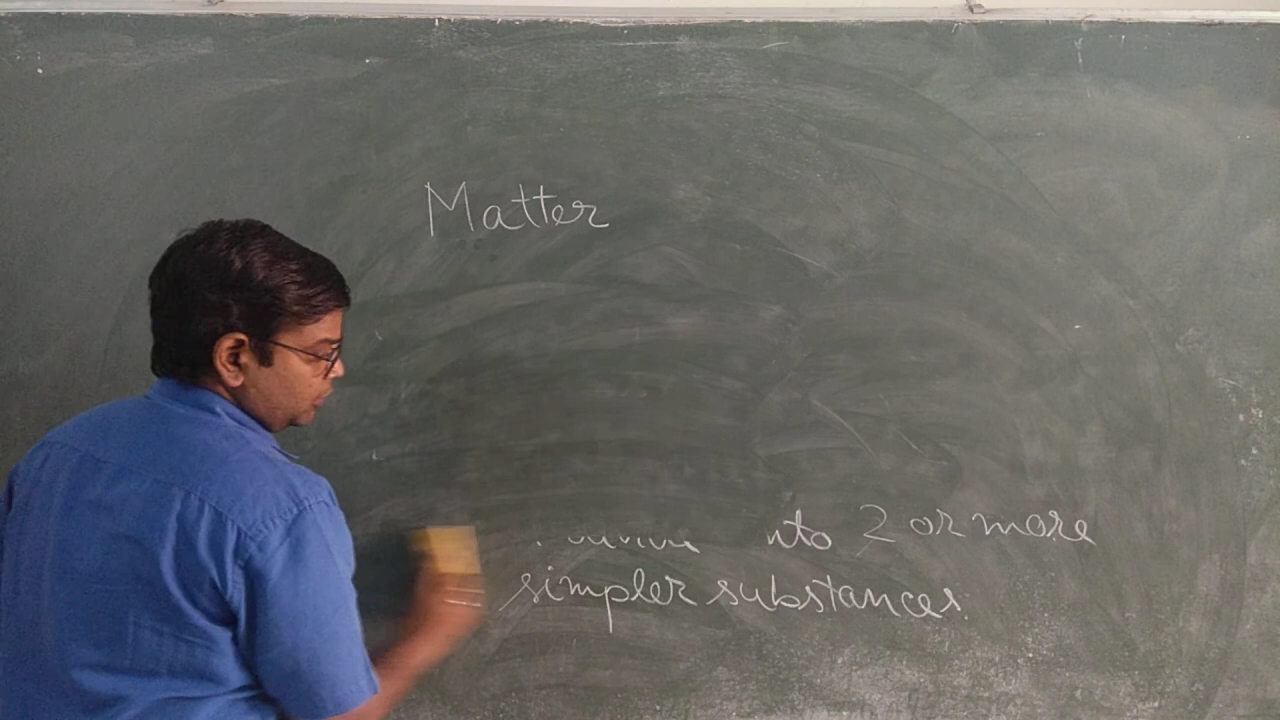 Matter
into 2 or more
simpler substances.